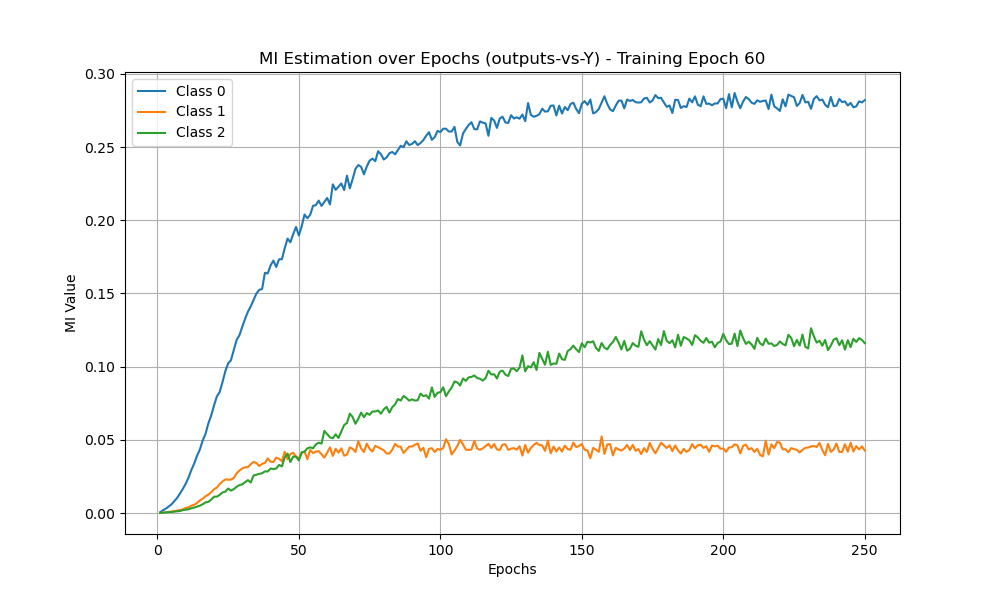 MI Estimation over Epochs (outputs-vs-Y) - Training Epoch 60
Class 0
Class 1
Class 2
MI Value
0.30
0.25
0.20
0.15
0.10
0.05
0.00
0 50 100 150 200 250
Epochs